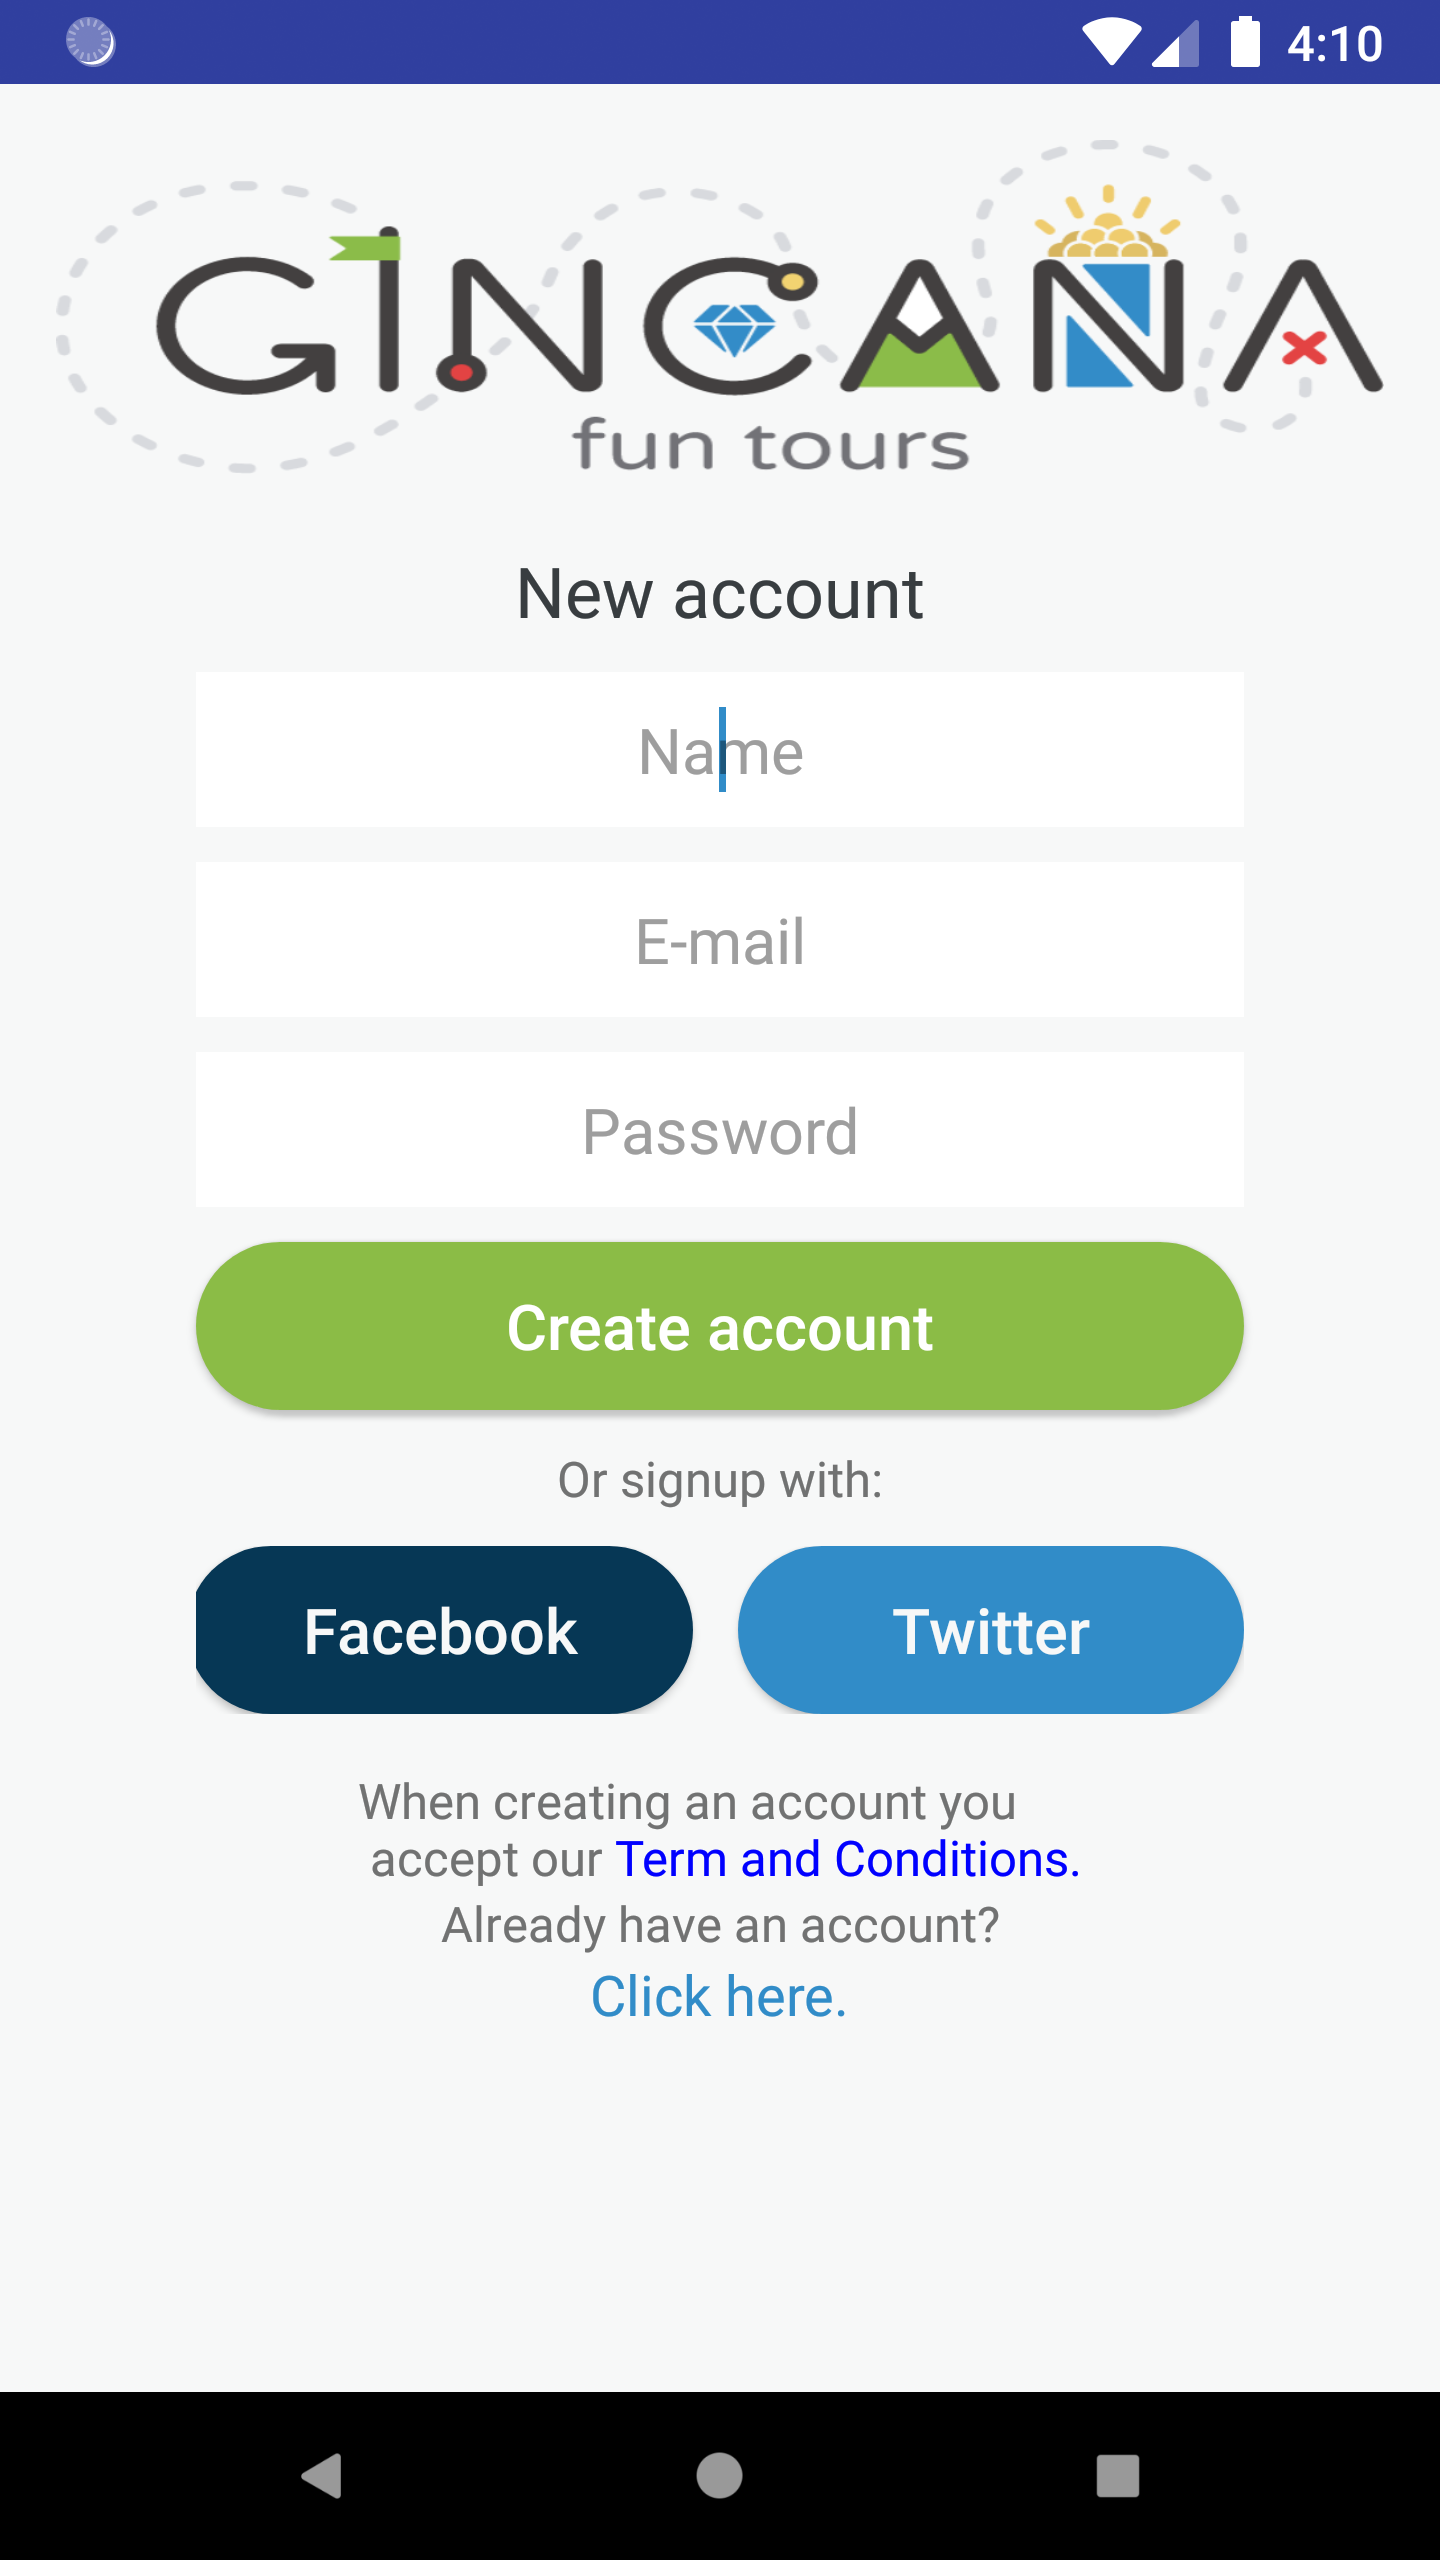 4:10
GINCANA
fun tours
New account
Name
E-mail
Password
Create account
Or signup with:
Facebook
Twitter
When creating an account you
accept our Term and Conditions.
Already have an account?
Click here.